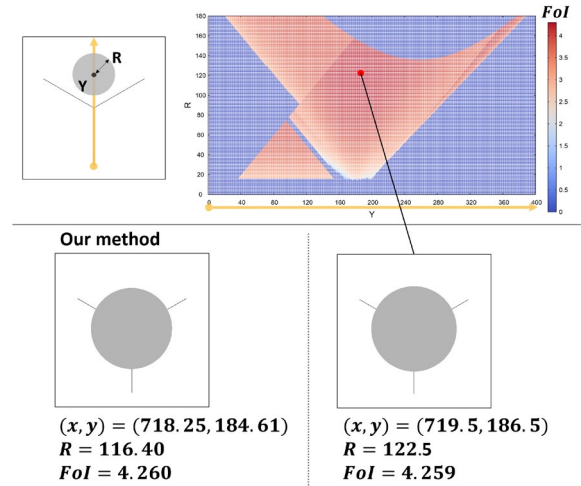 FoI
R
Y
180
160
140
120
100
80
60
40
20
0
R
0 40 80 120 160 200 240 280 320 360 400
Y
4
3.5
3
2.5
2
1.5
1
0.5
0
Our method
(x, y) = (718.25, 184.61)
R = 116.40
FoI = 4.260
(x, y) = (719.5, 186.5)
R = 122.5
FoI = 4.259